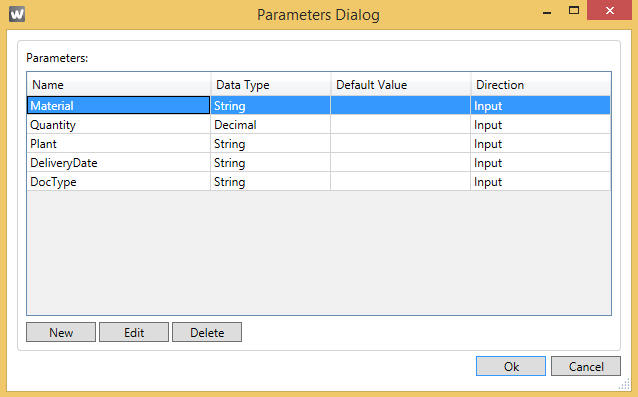 W Parameters Dialog
Parameters:
Name Data Type Default Value Direction
Material String Input
Quantity Decimal Input
Plant String Input
DeliveryDate String Input
DocType String Input
New Edit Delete
Ok Cancel